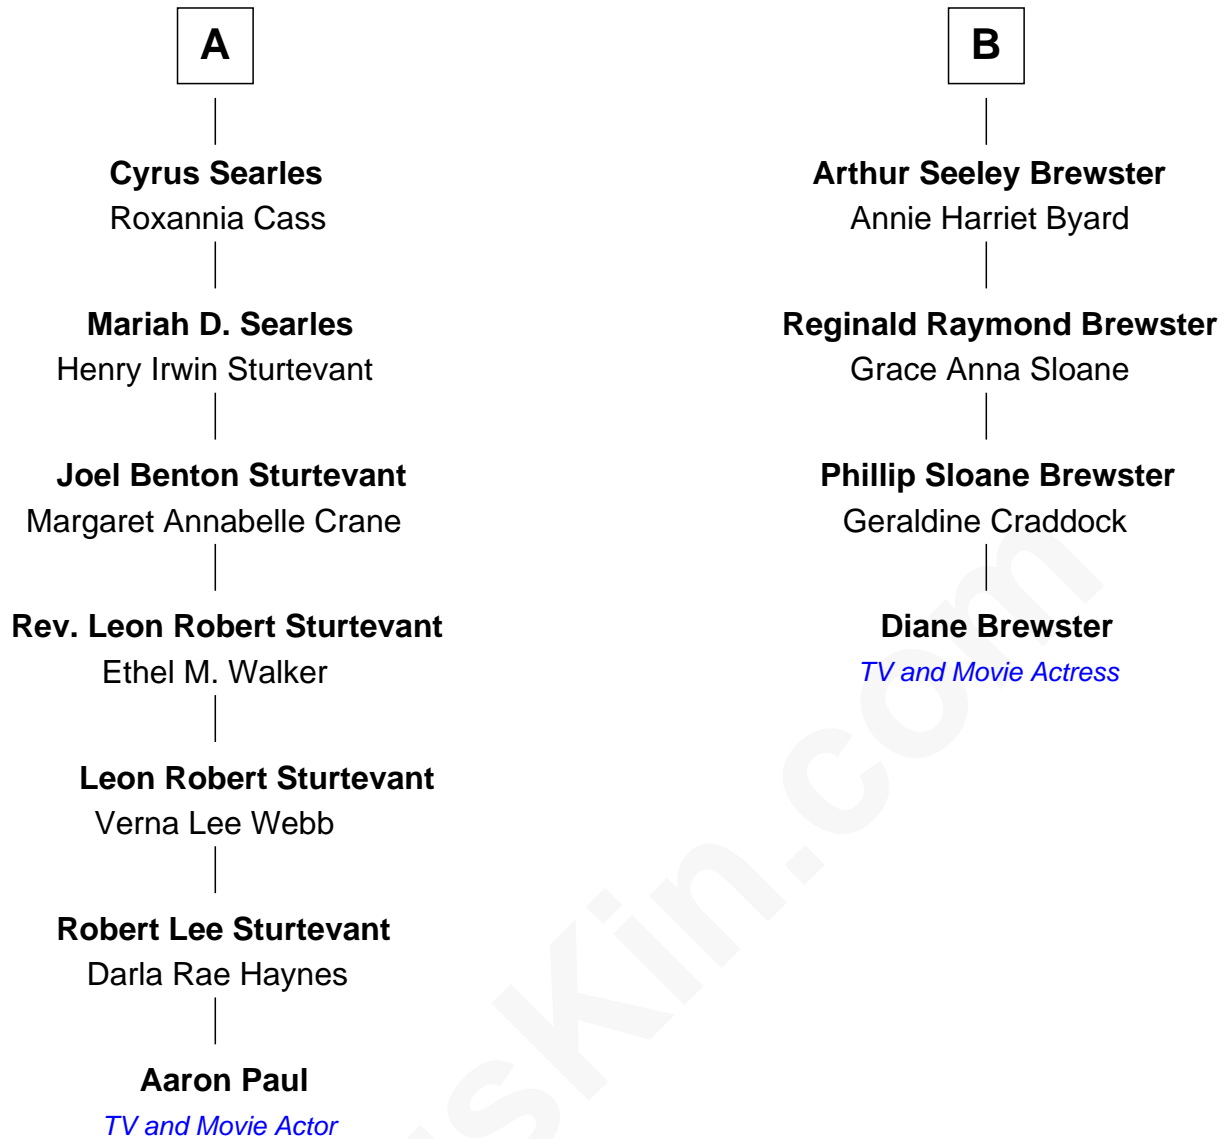 A
Cyrus Searles
Roxannia Cass
Mariah D. Searles
Henry Irwin Sturtevant
Joel Benton Sturtevant
Margaret Annabelle Crane
Rev. Leon Robert Sturtevant
Ethel M. Walker
Leon Robert Sturtevant
Verna Lee Webb
Robert Lee Sturtevant
Darla Rae Haynes
Aaron Paul
TV and Movie Actor
B
Arthur Seeley Brewster
Annie Harriet Byard
Reginald Raymond Brewster
Grace Anna Sloane
Phillip Sloane Brewster
Geraldine Craddock
Diane Brewster
TV and Movie Actress
sKin.com